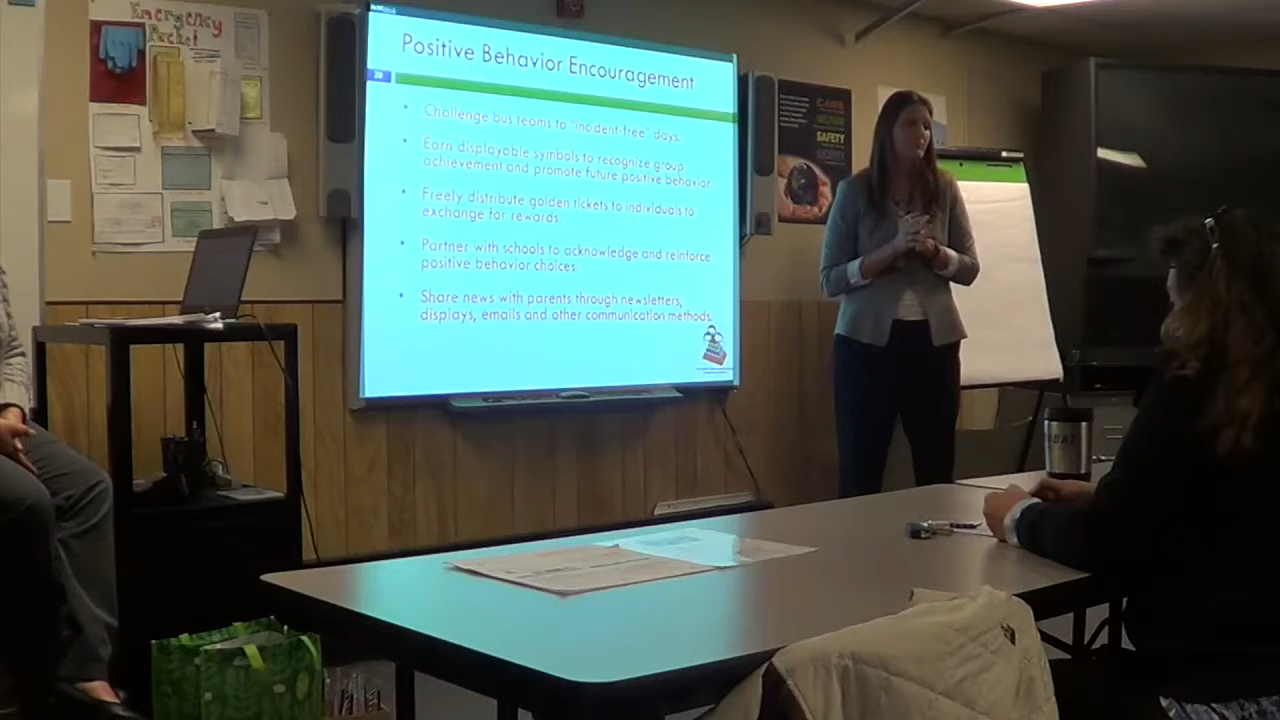 Emergency
Packet
Positive Behavior Encouragement
29
• Challenge bus teams to "incident-free" days.
• Earn displayable symbols to recognize group
achievement and promote future positive behavior.
• Freely distribute golden tickets to individuals to
exchange for rewards.
• Partner with schools to acknowledge and reinforce
positive behavior choices.
• Share news with parents through newsletters,
displays, emails and other communication methods.
CARE
WELFARE
SAFETY
SECURITY